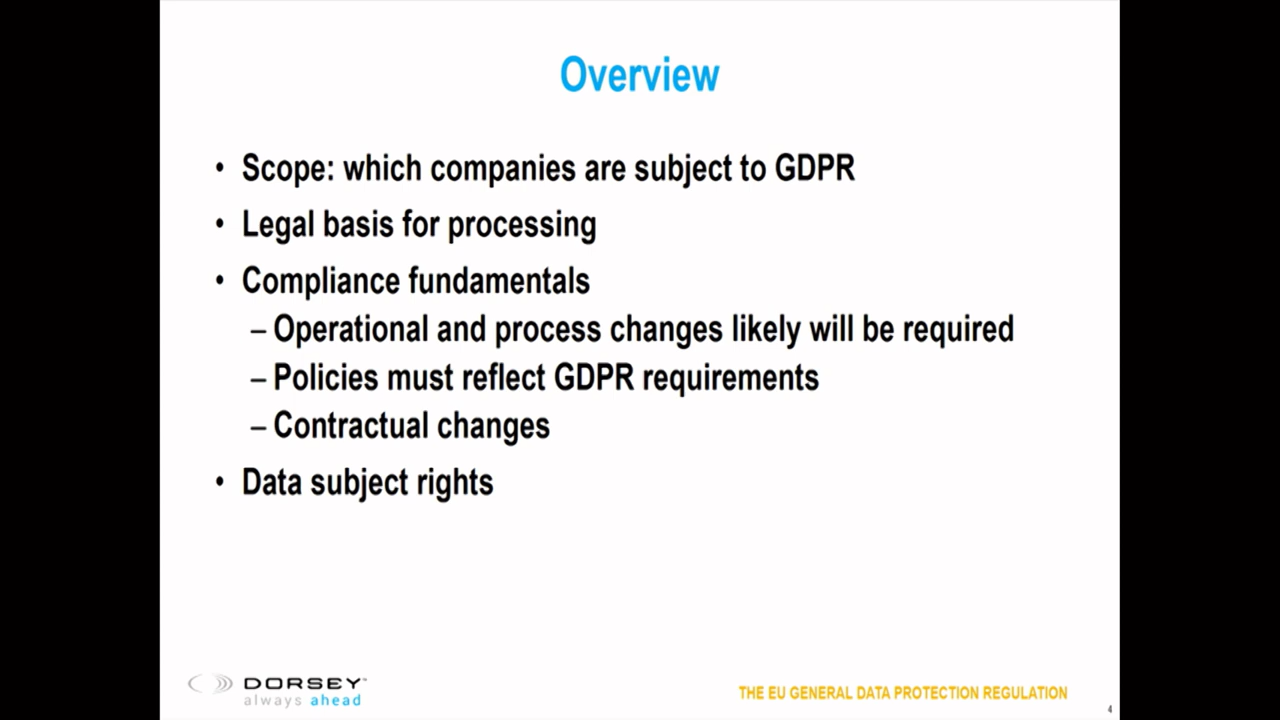 Overview
• Scope: which companies are subject to GDPR
• Legal basis for processing
• Compliance fundamentals
– Operational and process changes likely will be required
– Policies must reflect GDPR requirements
– Contractual changes
• Data subject rights
DORSEY™
always ahead
THE EU GENERAL DATA PROTECTION REGULATION
4